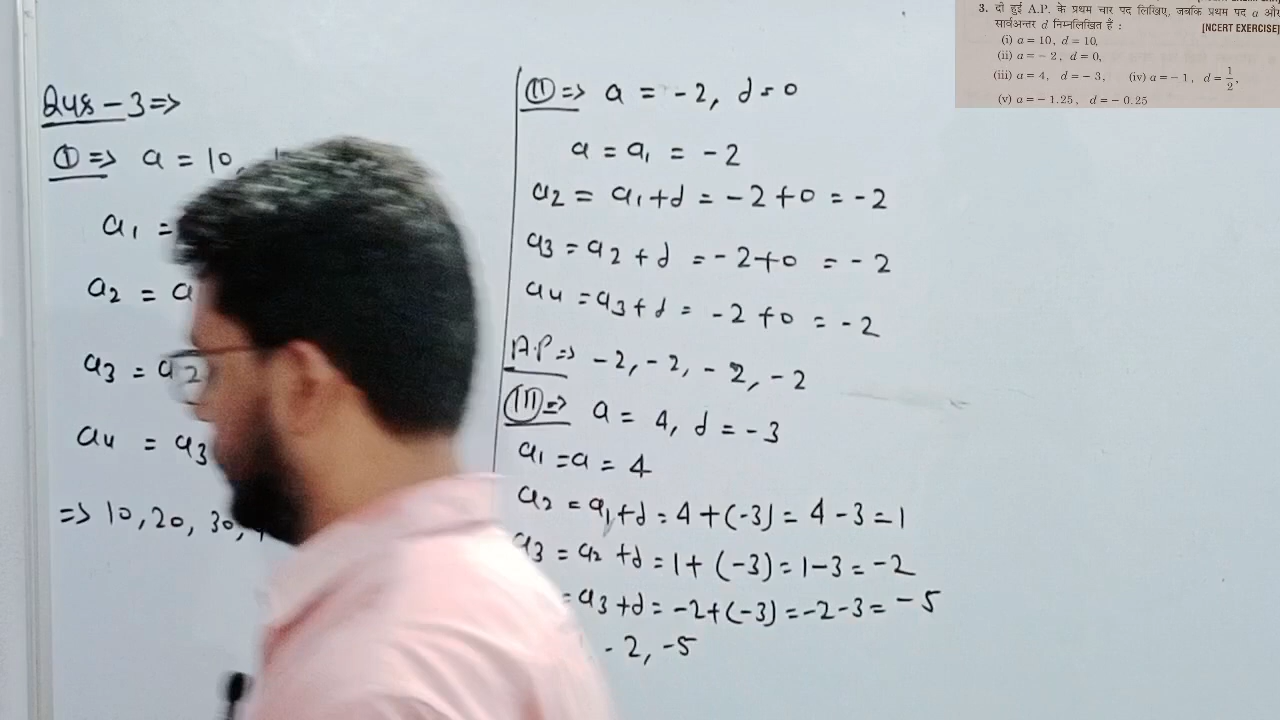 3. दी हुई A.P. के प्रथम चार पद लिखिए, जबकि प्रथम पद a और
सार्वअन्तर d निम्नलिखित हैं :
[NCERT EXERCISE]
(i) a = 10, d = 10,
(ii) a = - 2, d = 0,
(iii) a = 4, d = - 3, (iv) a = - 1, d = 1/2,
(v) a = - 1.25, d = - 0.25
Qus - 3 =>
(I) => a = 10,
a1 =
a2 = a
a3 = a2
a4 = a3
=> 10, 20, 30,
(II) => a = -2, d = 0
a = a1 = -2
a2 = a1 + d = -2 + 0 = -2
a3 = a2 + d = -2 + 0 = -2
a4 = a3 + d = -2 + 0 = -2
A.P => -2, -2, -2, -2
(III) => a = 4, d = -3
a1 = a = 4
a2 = a1 + d = 4 + (-3) = 4 - 3 = 1
a3 = a2 + d = 1 + (-3) = 1 - 3 = -2
= a3 + d = -2 + (-3) = -2 - 3 = -5
- 2, -5